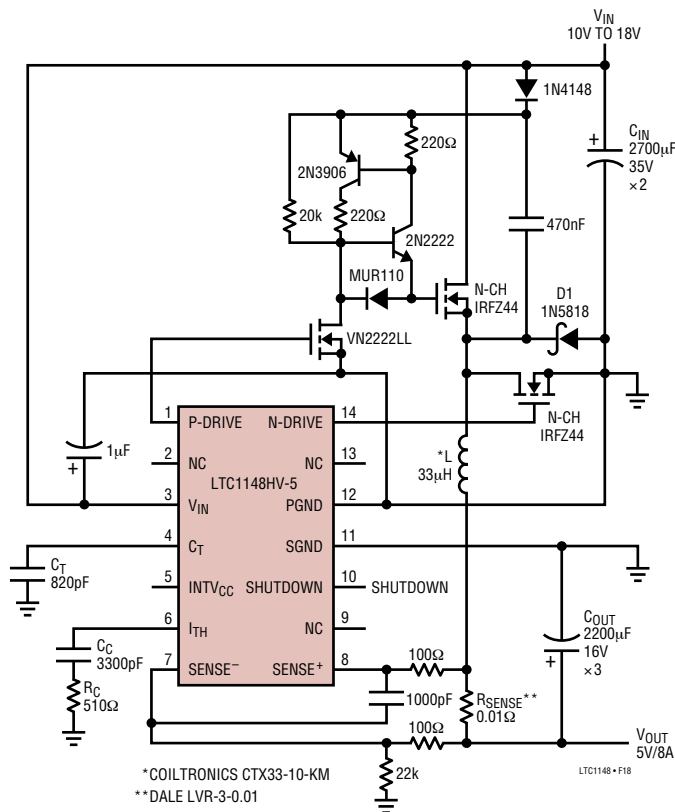 VIN
10V TO 18V
1N4148
CIN
2700µF
35V
×2
+
220Ω
2N3906
20k
220Ω
2N2222
470nF
MUR110
N-CH
IRFZ44
D1
1N5818
VN2222LL
N-CH
IRFZ44
1µF
+
*L
33µH
LTC1148HV-5
1 P-DRIVE N-DRIVE 14
2 NC NC 13
3 VIN PGND 12
4 CT SGND 11
5 INTVCC SHUTDOWN 10 SHUTDOWN
6 ITH NC 9
7 SENSE– SENSE+ 8
CT
820pF
CC
3300pF
RC
510Ω
100Ω
1000pF
RSENSE**
0.01Ω
100Ω
22k
COUT
2200µF
16V
×3
+
VOUT
5V/8A
*COILTRONICS CTX33-10-KM
**DALE LVR-3-0.01
LTC1148 • F18